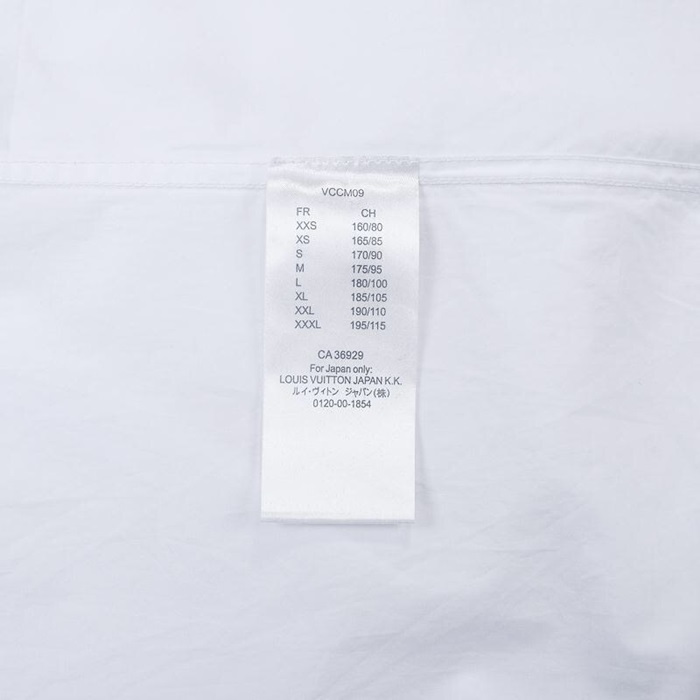 VCCM09
FR CH
XXS 160/80
XS 165/85
S 170/90
M 175/95
L 180/100
XL 185/105
XXL 190/110
XXXL 195/115
CA 36929
For Japan only:
LOUIS VUITTON JAPAN K.K.
ルイ・ヴィトン ジャパン(株)
0120-00-1854